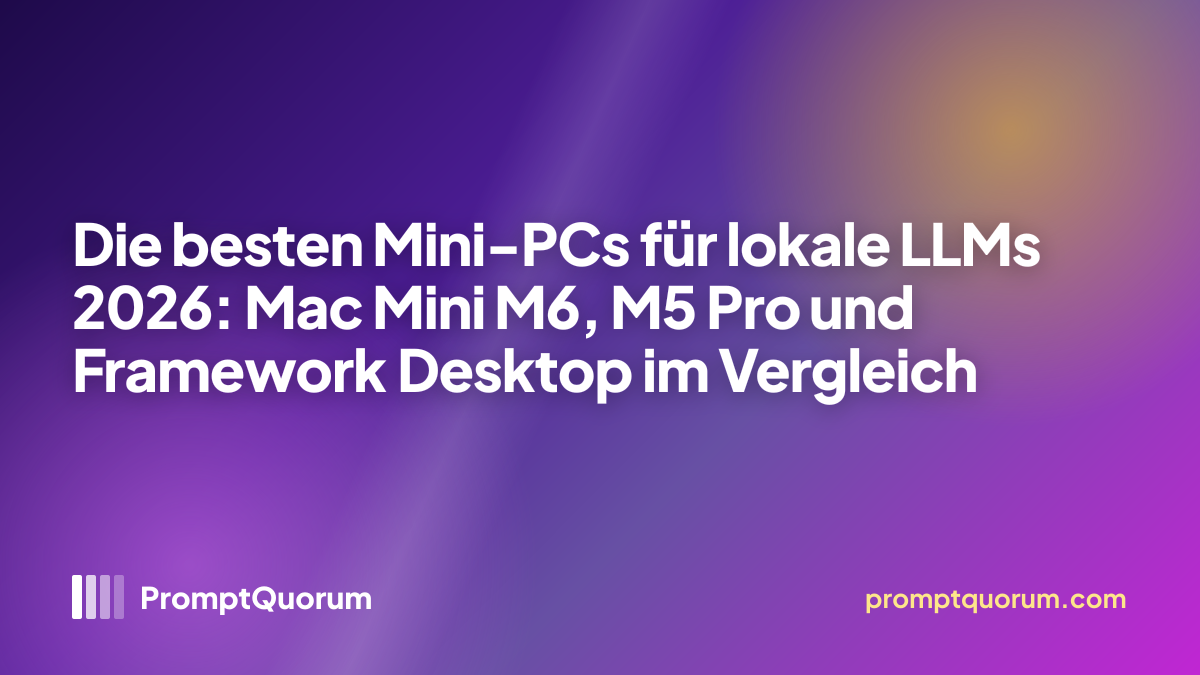 Die besten Mini-PCs für lokale LLMs
2026: Mac Mini M6, M5 Pro und
Framework Desktop im Vergleich
PromptQuorum
promptquorum.com